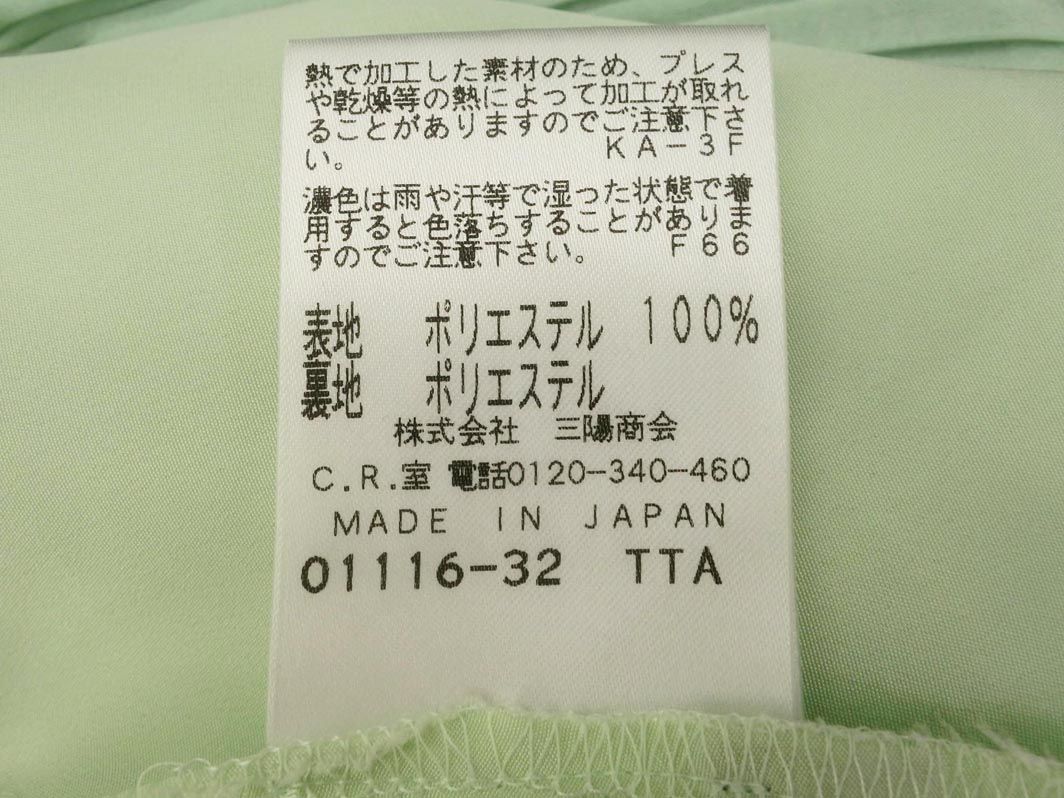 熱で加工した素材のため、プレス
や乾燥等の熱によって加工が取れ
ることがありますのでご注意下さ
い。 KA-3F
濃色は雨や汗等で湿った状態で着
用すると色落ちすることがありま
すのでご注意下さい。 F66
表地 ポリエステル 100%
裏地 ポリエステル
株式会社 三陽商会
C.R.室 電話0120-340-460
MADE IN JAPAN
01116-32 TTA